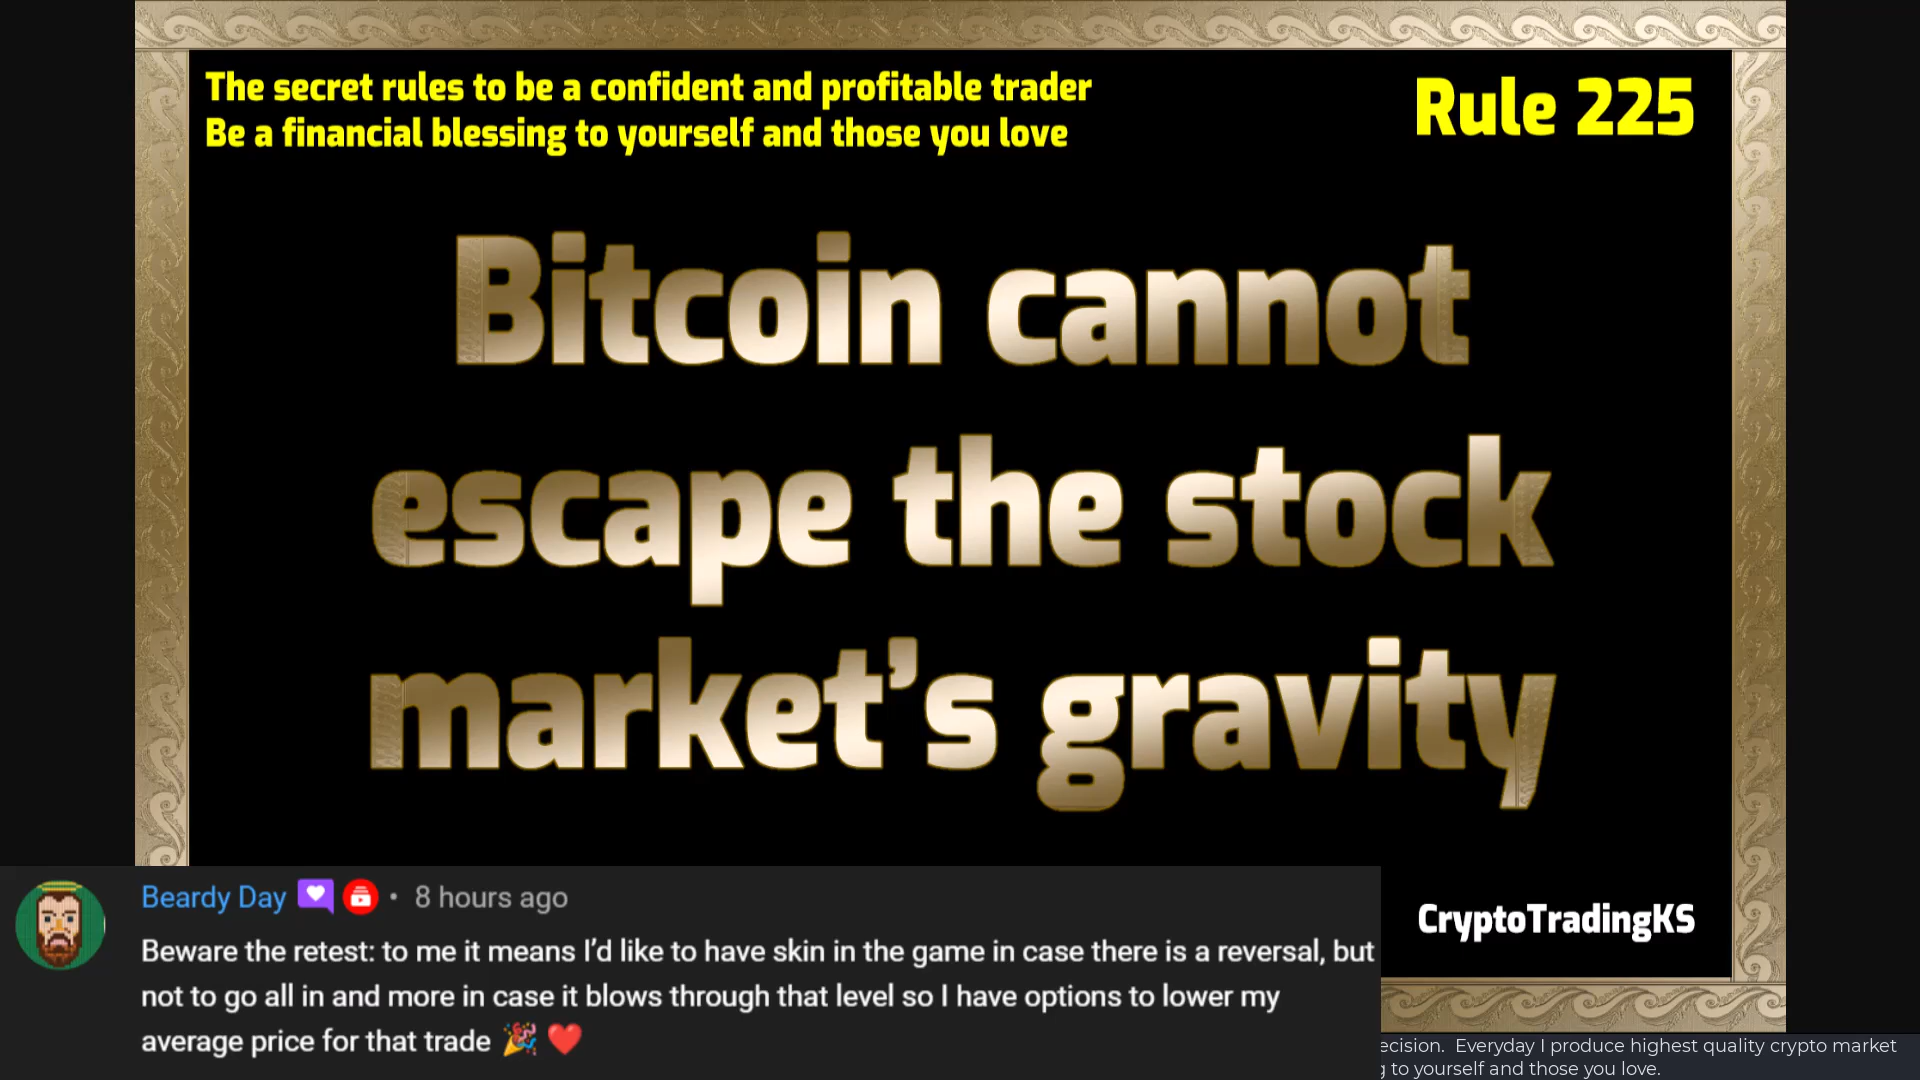 The secret rules to be a confident and profitable trader
Be a financial blessing to yourself and those you love
Rule 225
Bitcoin cannot
escape the stock
market’s gravity
CryptoTradingKS
Beardy Day • 8 hours ago
Beware the retest: to me it means I’d like to have skin in the game in case there is a reversal, but
not to go all in and more in case it blows through that level so I have options to lower my
average price for that trade 🎉 ❤️
Everyday I produce highest quality crypto market
to yourself and those you love.